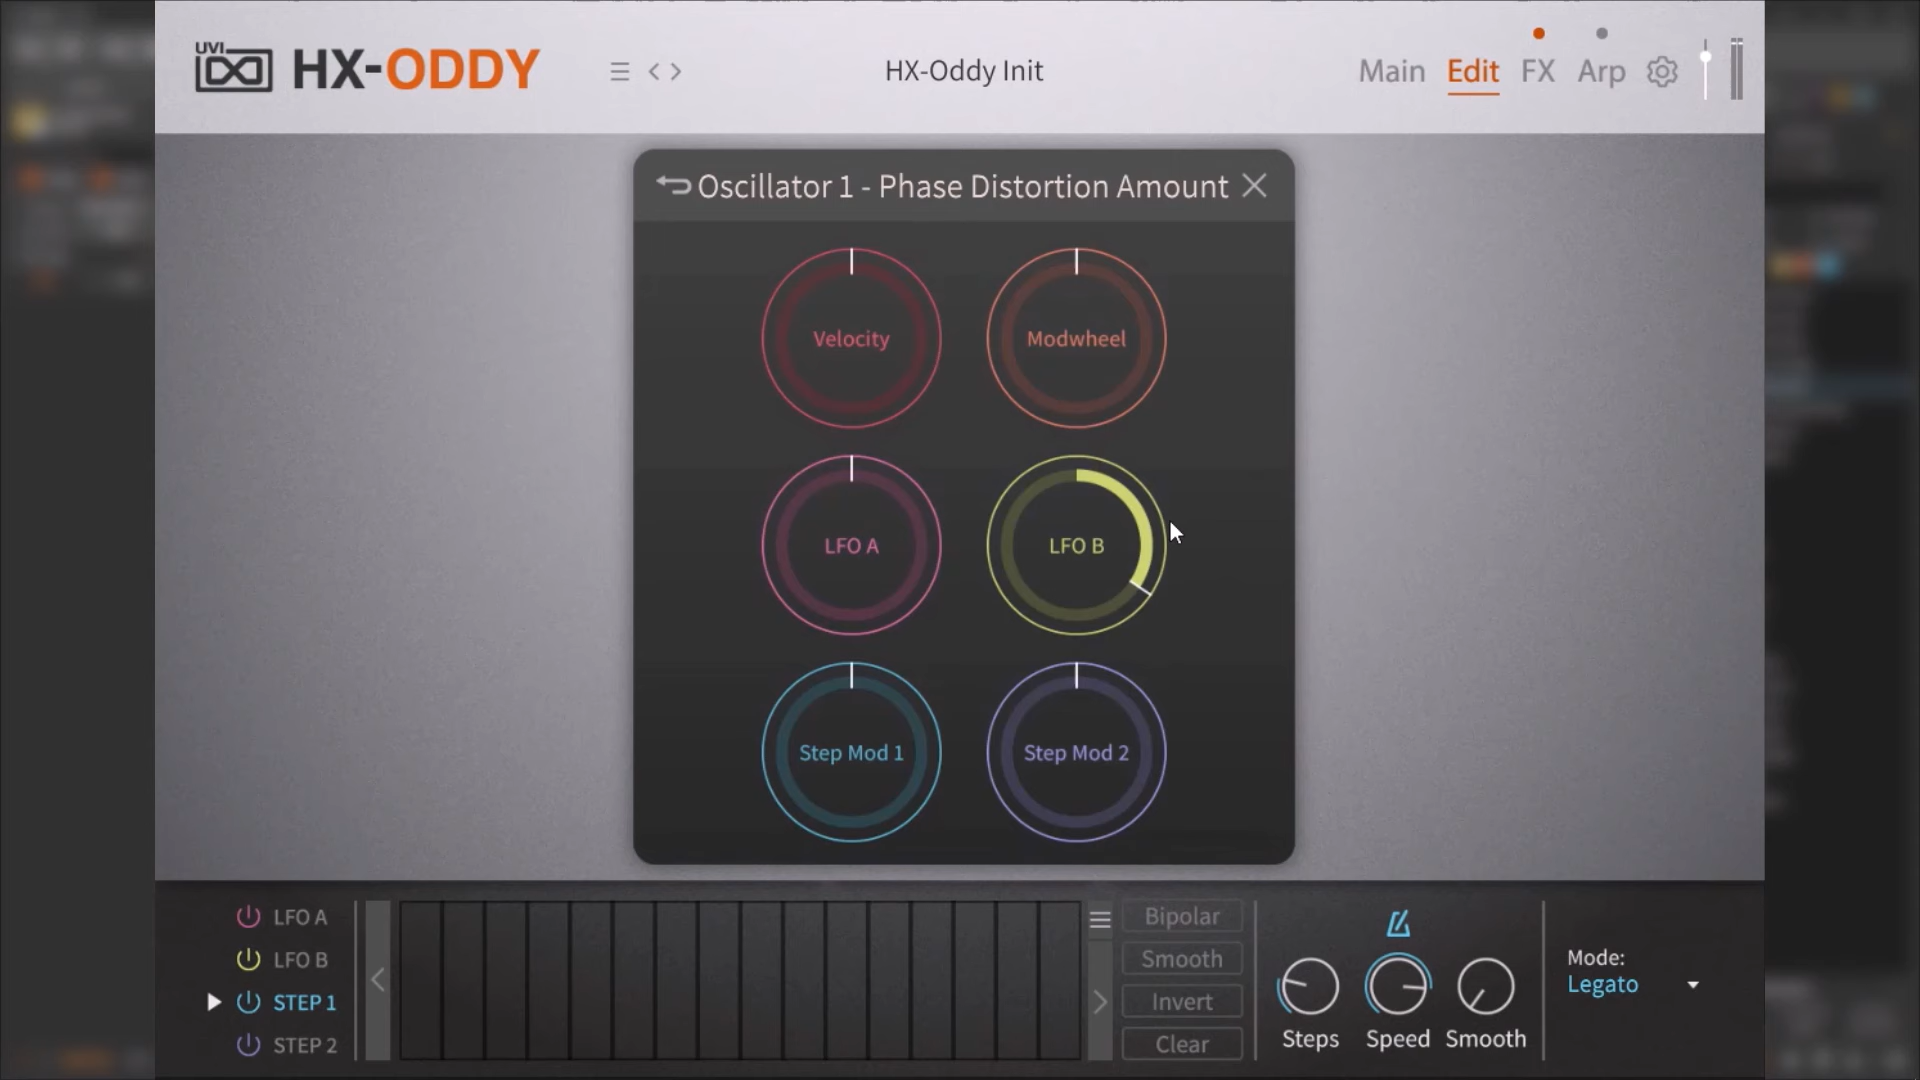 UVI
HX-ODDY
HX-Oddy Init
Main Edit FX Arp
Oscillator 1 - Phase Distortion Amount
Velocity
Modwheel
LFO A
LFO B
Step Mod 1
Step Mod 2
LFO A
LFO B
STEP 1
STEP 2
Bipolar
Smooth
Invert
Clear
Steps
Speed
Smooth
Mode:
Legato